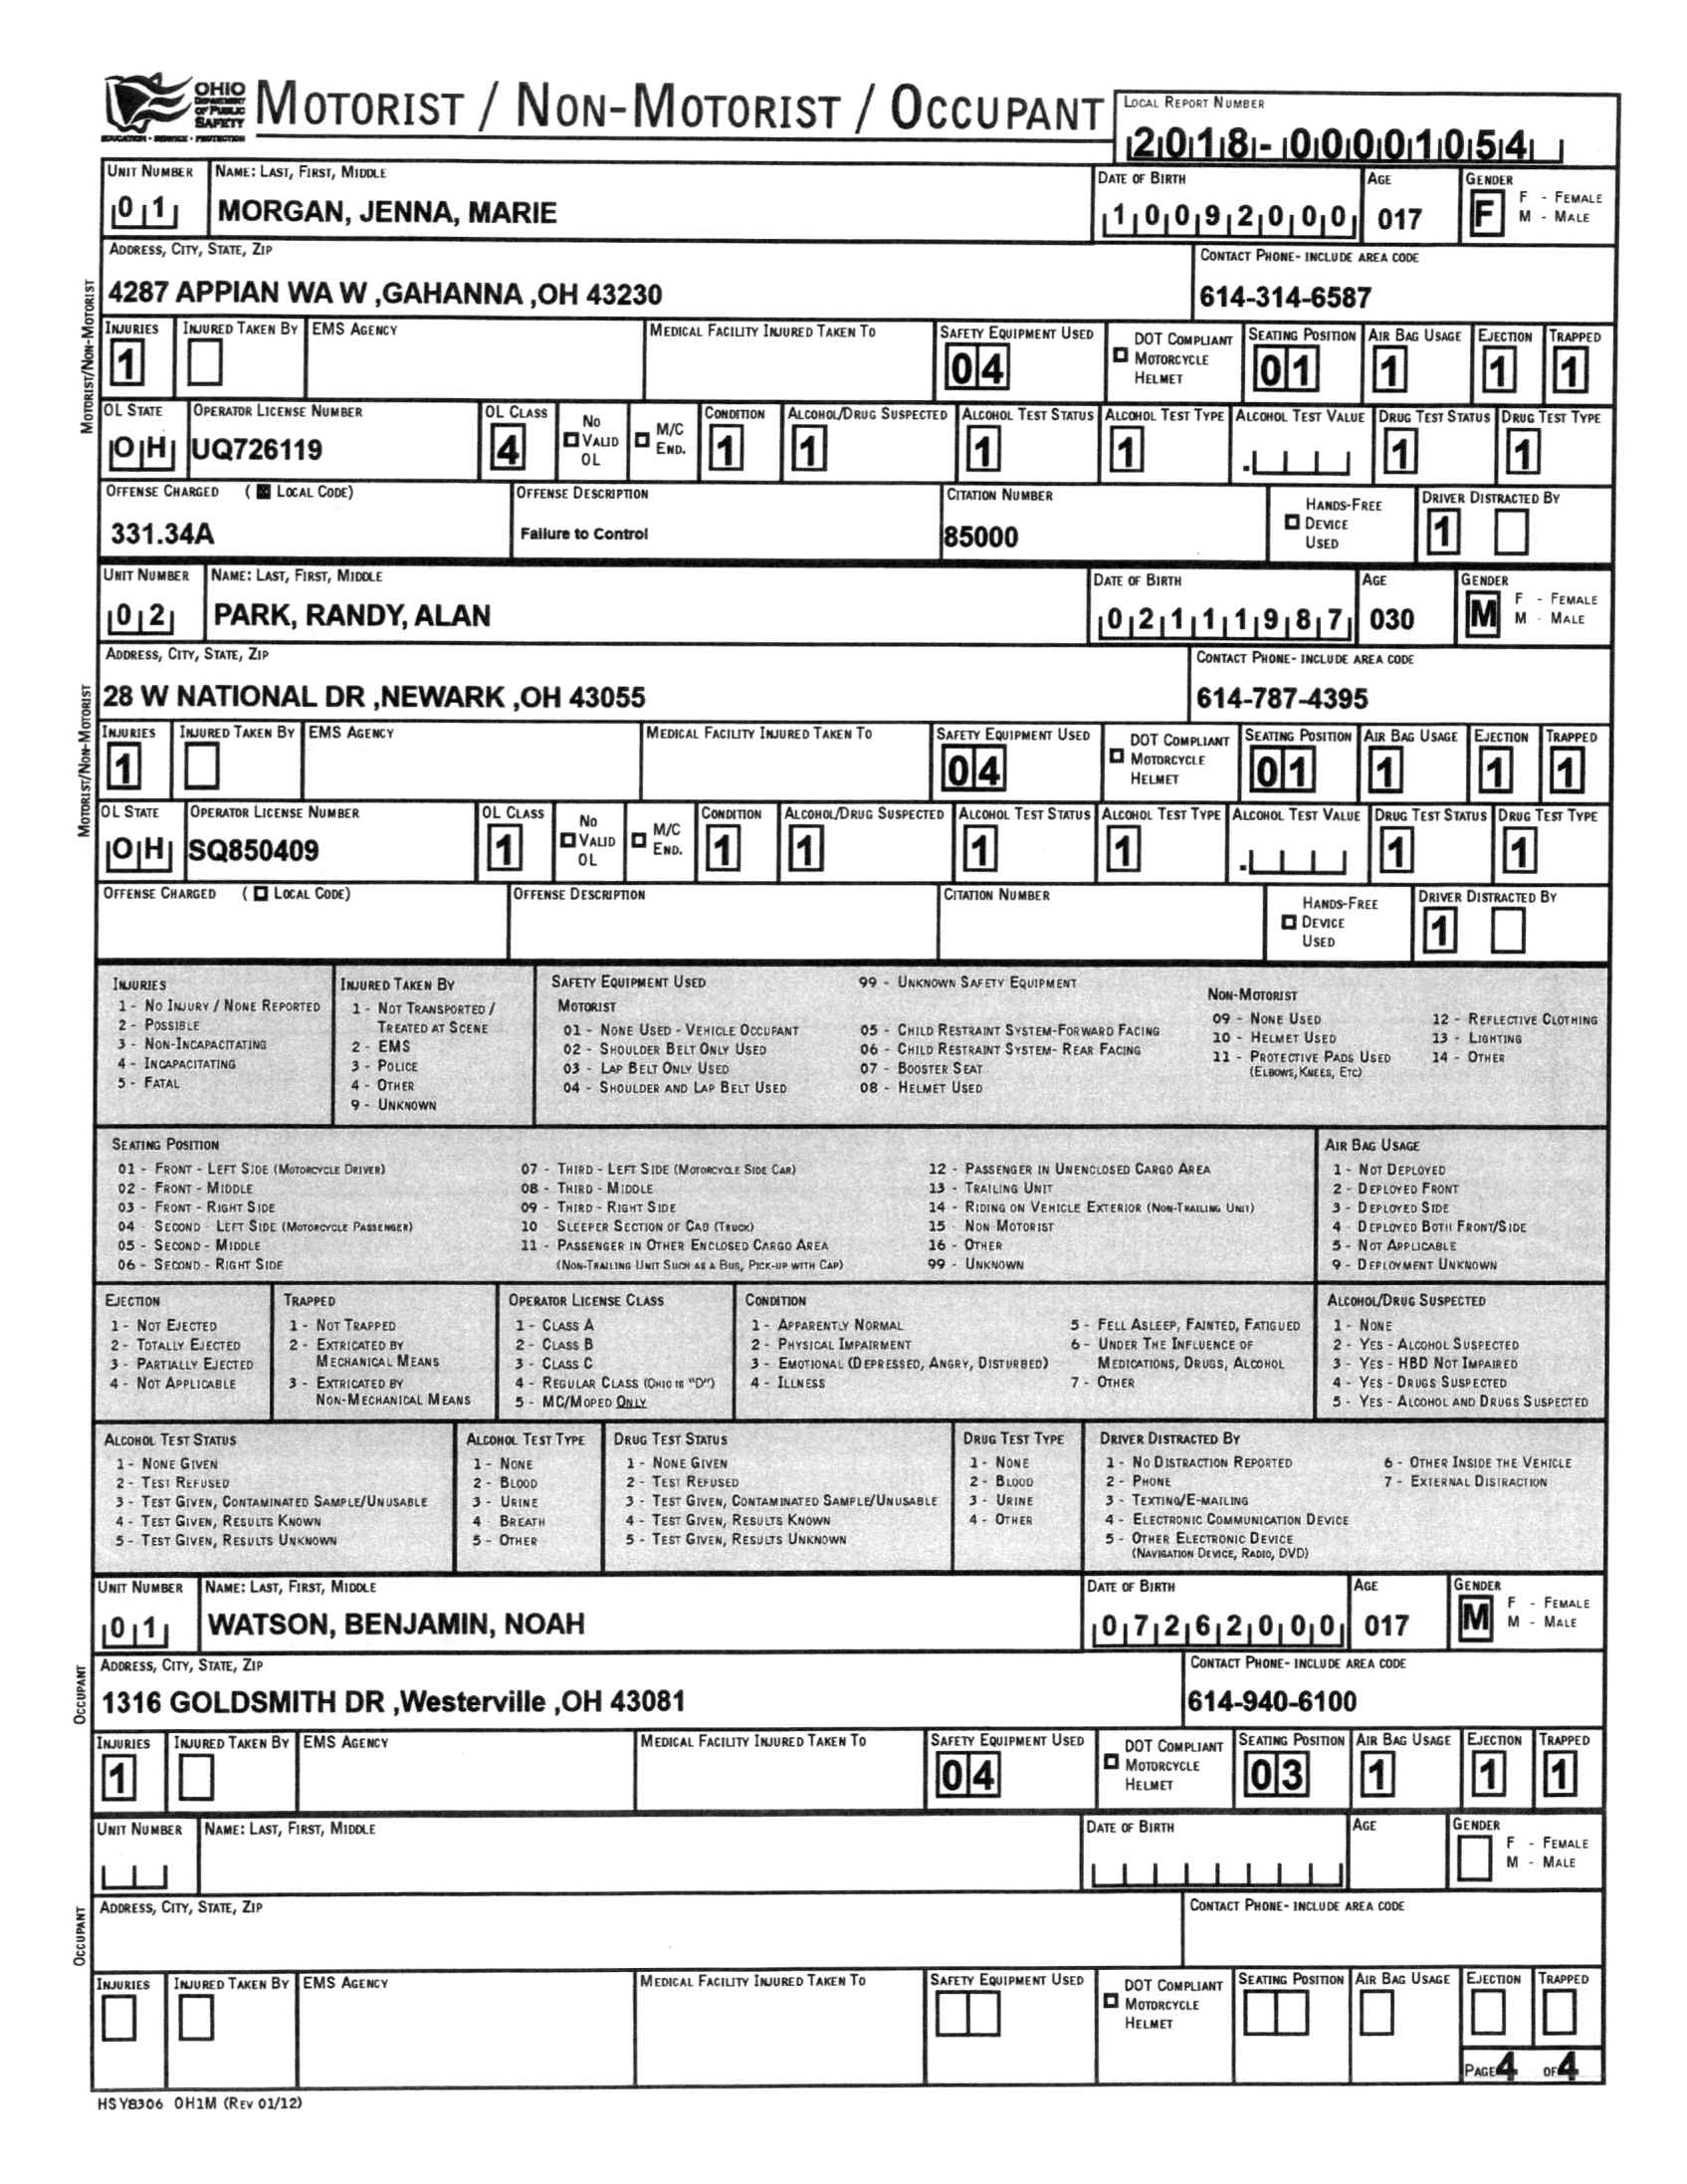 OHIO DEPARTMENT OF PUBLIC SAFETY
EDUCATION • SERVICE • PROTECTION
MOTORIST / NON-MOTORIST / OCCUPANT
LOCAL REPORT NUMBER
2018-00001054
UNIT NUMBER NAME: LAST, FIRST, MIDDLE DATE OF BIRTH AGE GENDER
01 MORGAN, JENNA, MARIE 10092000 017 F F - FEMALE M - MALE
ADDRESS, CITY, STATE, ZIP CONTACT PHONE- INCLUDE AREA CODE
4287 APPIAN WA W ,GAHANNA ,OH 43230 614-314-6587
MOTORIST/NON-MOTORIST
INJURIES INJURED TAKEN BY EMS AGENCY MEDICAL FACILITY INJURED TAKEN TO SAFETY EQUIPMENT USED DOT COMPLIANT MOTORCYCLE HELMET SEATING POSITION AIR BAG USAGE EJECTION TRAPPED
1 04 01 1 1 1
OL STATE OPERATOR LICENSE NUMBER OL CLASS NO VALID OL M/C END. CONDITION ALCOHOL/DRUG SUSPECTED ALCOHOL TEST STATUS ALCOHOL TEST TYPE ALCOHOL TEST VALUE DRUG TEST STATUS DRUG TEST TYPE
OH UQ726119 4 1 1 1 1 . 1 1
OFFENSE CHARGED ( LOCAL CODE) OFFENSE DESCRIPTION CITATION NUMBER HANDS-FREE DEVICE USED DRIVER DISTRACTED BY
331.34A Failure to Control 85000 1
UNIT NUMBER NAME: LAST, FIRST, MIDDLE DATE OF BIRTH AGE GENDER
02 PARK, RANDY, ALAN 02111987 030 M F - FEMALE M - MALE
ADDRESS, CITY, STATE, ZIP CONTACT PHONE- INCLUDE AREA CODE
28 W NATIONAL DR ,NEWARK ,OH 43055 614-787-4395
MOTORIST/NON-MOTORIST
INJURIES INJURED TAKEN BY EMS AGENCY MEDICAL FACILITY INJURED TAKEN TO SAFETY EQUIPMENT USED DOT COMPLIANT MOTORCYCLE HELMET SEATING POSITION AIR BAG USAGE EJECTION TRAPPED
1 04 01 1 1 1
OL STATE OPERATOR LICENSE NUMBER OL CLASS NO VALID OL M/C END. CONDITION ALCOHOL/DRUG SUSPECTED ALCOHOL TEST STATUS ALCOHOL TEST TYPE ALCOHOL TEST VALUE DRUG TEST STATUS DRUG TEST TYPE
OH SQ850409 1 1 1 1 1 . 1 1
OFFENSE CHARGED ( LOCAL CODE) OFFENSE DESCRIPTION CITATION NUMBER HANDS-FREE DEVICE USED DRIVER DISTRACTED BY
1
INJURIES
1 - NO INJURY / NONE REPORTED
2 - POSSIBLE
3 - NON-INCAPACITATING
4 - INCAPACITATING
5 - FATAL
INJURED TAKEN BY
1 - NOT TRANSPORTED /
TREATED AT SCENE
2 - EMS
3 - POLICE
4 - OTHER
9 - UNKNOWN
SAFETY EQUIPMENT USED
MOTORIST
01 - NONE USED - VEHICLE OCCUPANT
02 - SHOULDER BELT ONLY USED
03 - LAP BELT ONLY USED
04 - SHOULDER AND LAP BELT USED
99 - UNKNOWN SAFETY EQUIPMENT
05 - CHILD RESTRAINT SYSTEM-FORWARD FACING
06 - CHILD RESTRAINT SYSTEM- REAR FACING
07 - BOOSTER SEAT
08 - HELMET USED
NON-MOTORIST
09 - NONE USED
10 - HELMET USED
11 - PROTECTIVE PADS USED
(ELBOWS, KNEES, ETC)
12 - REFLECTIVE CLOTHING
13 - LIGHTING
14 - OTHER
SEATING POSITION
01 - FRONT - LEFT SIDE (MOTORCYCLE DRIVER)
02 - FRONT - MIDDLE
03 - FRONT - RIGHT SIDE
04 - SECOND - LEFT SIDE (MOTORCYCLE PASSENGER)
05 - SECOND - MIDDLE
06 - SECOND - RIGHT SIDE
07 - THIRD - LEFT SIDE (MOTORCYCLE SIDE CAR)
08 - THIRD - MIDDLE
09 - THIRD - RIGHT SIDE
10 - SLEEPER SECTION OF CAB (TRUCK)
11 - PASSENGER IN OTHER ENCLOSED CARGO AREA
(NON-TRAILING UNIT SUCH AS A BUS, PICK-UP WITH CAP)
12 - PASSENGER IN UNENCLOSED CARGO AREA
13 - TRAILING UNIT
14 - RIDING ON VEHICLE EXTERIOR (NON-TRAILING UNIT)
15 - NON MOTORIST
16 - OTHER
99 - UNKNOWN
AIR BAG USAGE
1 - NOT DEPLOYED
2 - DEPLOYED FRONT
3 - DEPLOYED SIDE
4 - DEPLOYED BOTH FRONT/SIDE
5 - NOT APPLICABLE
9 - DEPLOYMENT UNKNOWN
EJECTION
1 - NOT EJECTED
2 - TOTALLY EJECTED
3 - PARTIALLY EJECTED
4 - NOT APPLICABLE
TRAPPED
1 - NOT TRAPPED
2 - EXTRICATED BY
MECHANICAL MEANS
3 - EXTRICATED BY
NON-MECHANICAL MEANS
OPERATOR LICENSE CLASS
1 - CLASS A
2 - CLASS B
3 - CLASS C
4 - REGULAR CLASS (OHIO IS "D")
5 - MC/MOPED ONLY
CONDITION
1 - APPARENTLY NORMAL
2 - PHYSICAL IMPAIRMENT
3 - EMOTIONAL (DEPRESSED, ANGRY, DISTURBED)
4 - ILLNESS
5 - FELL ASLEEP, FAINTED, FATIGUED
6 - UNDER THE INFLUENCE OF
MEDICATIONS, DRUGS, ALCOHOL
7 - OTHER
ALCOHOL/DRUG SUSPECTED
1 - NONE
2 - YES - ALCOHOL SUSPECTED
3 - YES - HBD NOT IMPAIRED
4 - YES - DRUGS SUSPECTED
5 - YES - ALCOHOL AND DRUGS SUSPECTED
ALCOHOL TEST STATUS
1 - NONE GIVEN
2 - TEST REFUSED
3 - TEST GIVEN, CONTAMINATED SAMPLE/UNUSABLE
4 - TEST GIVEN, RESULTS KNOWN
5 - TEST GIVEN, RESULTS UNKNOWN
ALCOHOL TEST TYPE
1 - NONE
2 - BLOOD
3 - URINE
4 - BREATH
5 - OTHER
DRUG TEST STATUS
1 - NONE GIVEN
2 - TEST REFUSED
3 - TEST GIVEN, CONTAMINATED SAMPLE/UNUSABLE
4 - TEST GIVEN, RESULTS KNOWN
5 - TEST GIVEN, RESULTS UNKNOWN
DRUG TEST TYPE
1 - NONE
2 - BLOOD
3 - URINE
4 - OTHER
DRIVER DISTRACTED BY
1 - NO DISTRACTION REPORTED
2 - PHONE
3 - TEXTING/E-MAILING
4 - ELECTRONIC COMMUNICATION DEVICE
5 - OTHER ELECTRONIC DEVICE
(NAVIGATION DEVICE, RADIO, DVD)
6 - OTHER INSIDE THE VEHICLE
7 - EXTERNAL DISTRACTION
UNIT NUMBER NAME: LAST, FIRST, MIDDLE DATE OF BIRTH AGE GENDER
01 WATSON, BENJAMIN, NOAH 07262000 017 M F - FEMALE M - MALE
OCCUPANT
ADDRESS, CITY, STATE, ZIP CONTACT PHONE- INCLUDE AREA CODE
1316 GOLDSMITH DR ,Westerville ,OH 43081 614-940-6100
INJURIES INJURED TAKEN BY EMS AGENCY MEDICAL FACILITY INJURED TAKEN TO SAFETY EQUIPMENT USED DOT COMPLIANT MOTORCYCLE HELMET SEATING POSITION AIR BAG USAGE EJECTION TRAPPED
1 04 03 1 1 1
UNIT NUMBER NAME: LAST, FIRST, MIDDLE DATE OF BIRTH AGE GENDER
F - FEMALE
M - MALE
OCCUPANT
ADDRESS, CITY, STATE, ZIP CONTACT PHONE- INCLUDE AREA CODE
INJURIES INJURED TAKEN BY EMS AGENCY MEDICAL FACILITY INJURED TAKEN TO SAFETY EQUIPMENT USED DOT COMPLIANT MOTORCYCLE HELMET SEATING POSITION AIR BAG USAGE EJECTION TRAPPED
PAGE 4 OF 4
HSY8306 OH1M (REV 01/12)